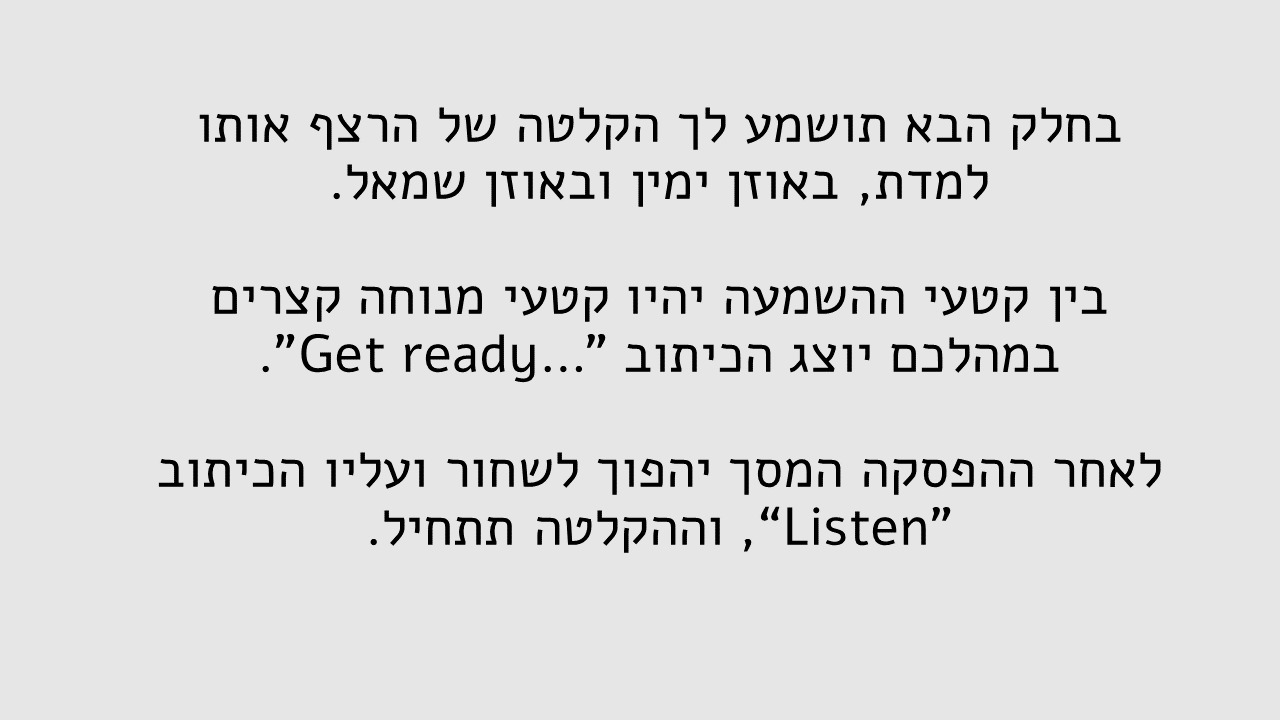 בחלק הבא תושמע לך הקלטה של הרצף אותו
למדת, באוזן ימין ובאוזן שמאל.
בין קטעי ההשמעה יהיו קטעי מנוחה קצרים
במהלכם יוצג הכיתוב ”Get ready...”.
לאחר ההפסקה המסך יהפוך לשחור ועליו הכיתוב
”Listen“, וההקלטה תתחיל.